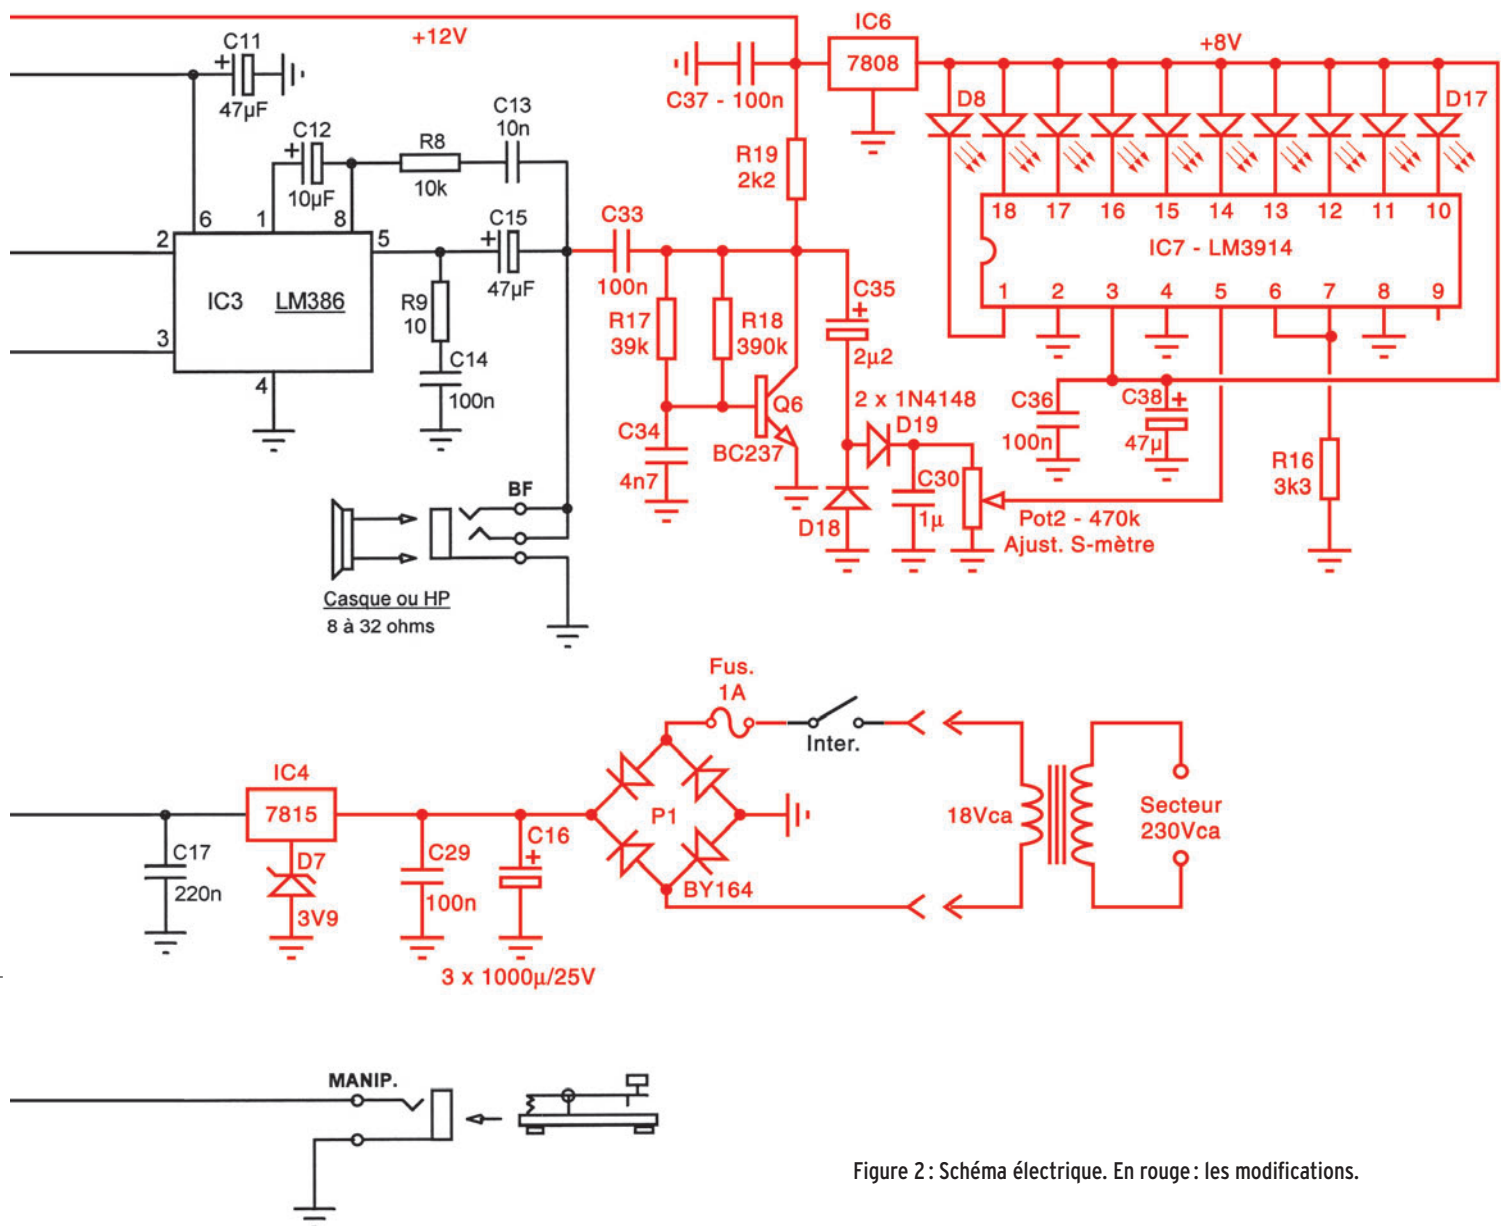 +12V
IC6
7808
+8V
C11
+
47µF
C37 - 100n
D8
D17
C12
+
10µF
R8
10k
C13
10n
R19
2k2
6
1
8
2
5
3
4
IC3 LM386
C15
+
47µF
R9
10
C14
100n
C33
100n
R17
39k
R18
390k
C35
+
2µ2
18
17
16
15
14
13
12
11
10
IC7 - LM3914
1
2
3
4
5
6
7
8
9
Q6
BC237
C34
4n7
2 x 1N4148
D19
D18
C30
1µ
Pot2 - 470k
Ajust. S-mètre
C36
100n
C38
+
47µ
R16
3k3
BF
Casque ou HP
8 à 32 ohms
Fus.
1A
Inter.
IC4
7815
D7
3V9
C17
220n
C29
100n
C16
+
3 x 1000µ/25V
P1
BY164
18Vca
Secteur
230Vca
MANIP.
Figure 2 : Schéma électrique. En rouge : les modifications.